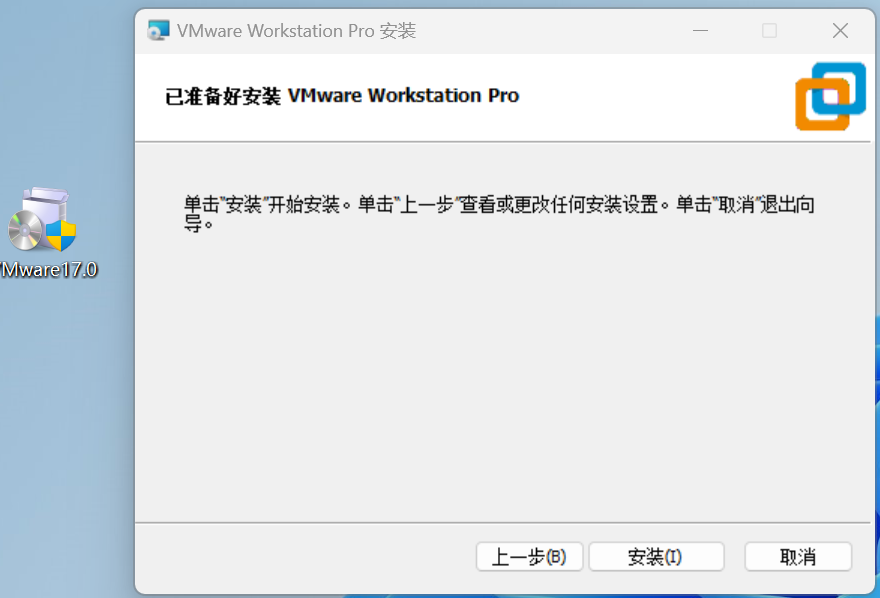 VMware Workstation Pro 安装
已准备好安装 VMware Workstation Pro
单击"安装"开始安装。单击"上一步"查看或更改任何安装设置。单击"取消"退出向
导。
VMware17.0
上一步(B)
安装(I)
取消